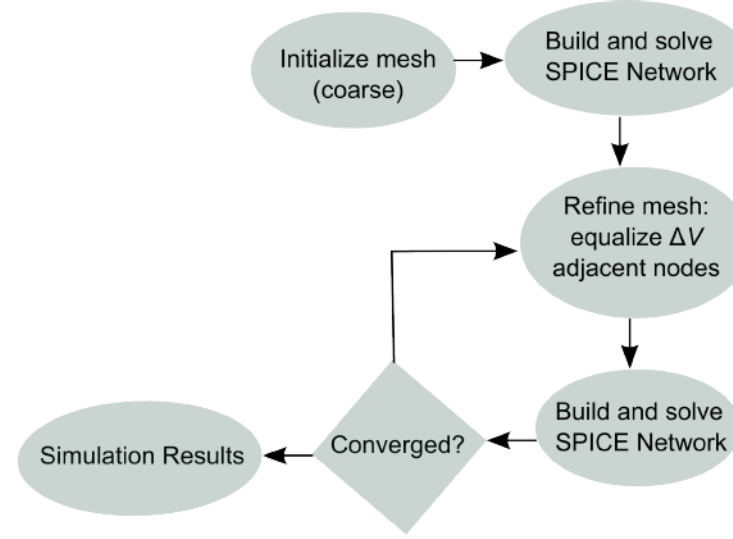 Initialize mesh
(coarse)
Build and solve
SPICE Network
Refine mesh:
equalize ΔV
adjacent nodes
Build and solve
SPICE Network
Converged?
Simulation Results